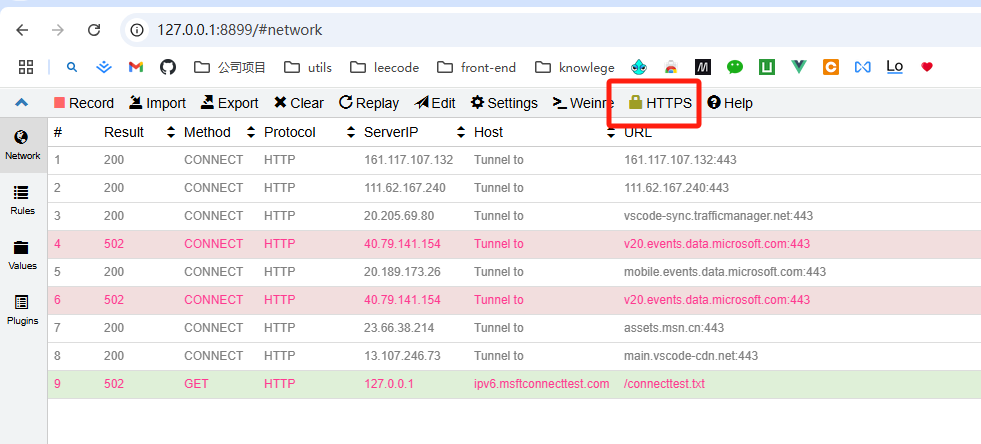 127.0.0.1:8899/#network
公司项目 utils leecode front-end knowlege Lo
Record Import Export Clear Replay Edit Settings Weinre HTTPS Help
Network
Rules
Values
Plugins
# Result Method Protocol ServerIP Host URL
1 200 CONNECT HTTP 161.117.107.132 Tunnel to 161.117.107.132:443
2 200 CONNECT HTTP 111.62.167.240 Tunnel to 111.62.167.240:443
3 200 CONNECT HTTP 20.205.69.80 Tunnel to vscode-sync.trafficmanager.net:443
4 502 CONNECT HTTP 40.79.141.154 Tunnel to v20.events.data.microsoft.com:443
5 200 CONNECT HTTP 20.189.173.26 Tunnel to mobile.events.data.microsoft.com:443
6 502 CONNECT HTTP 40.79.141.154 Tunnel to v20.events.data.microsoft.com:443
7 200 CONNECT HTTP 23.66.38.214 Tunnel to assets.msn.cn:443
8 200 CONNECT HTTP 13.107.246.73 Tunnel to main.vscode-cdn.net:443
9 502 GET HTTP 127.0.0.1 ipv6.msftconnecttest.com /connecttest.txt